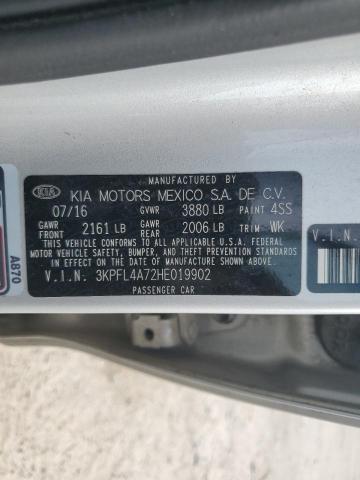 MANUFACTURED BY
KIA KIA MOTORS MEXICO S.A. DE C.V.
07/16 GVWR 3880 LB PAINT 4SS
GAWR FRONT 2161 LB GAWR REAR 2006 LB TRIM WK
THIS VEHICLE CONFORMS TO ALL APPLICABLE U.S.A. FEDERAL
MOTOR VEHICLE SAFETY, BUMPER, AND THEFT PREVENTION
STANDARDS IN EFFECT ON THE DATE OF MANUFACTURE SHOWN ABOVE.
V.I.N. 3KPFL4A72HE019902
PASSENGER CAR
A870
V.I.N.